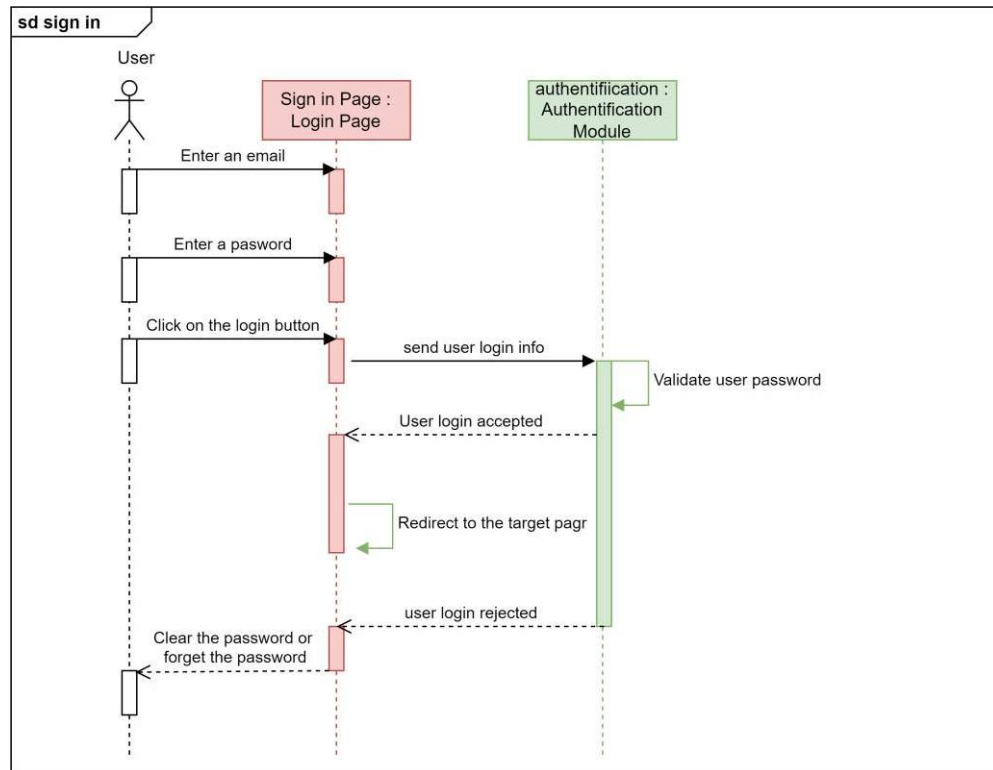 sd sign in
User
Sign in Page :
Login Page
authentifiication :
Authentification
Module
Enter an email
Enter a pasword
Click on the login button
send user login info
Validate user password
User login accepted
Redirect to the target pagr
user login rejected
Clear the password or
forget the password